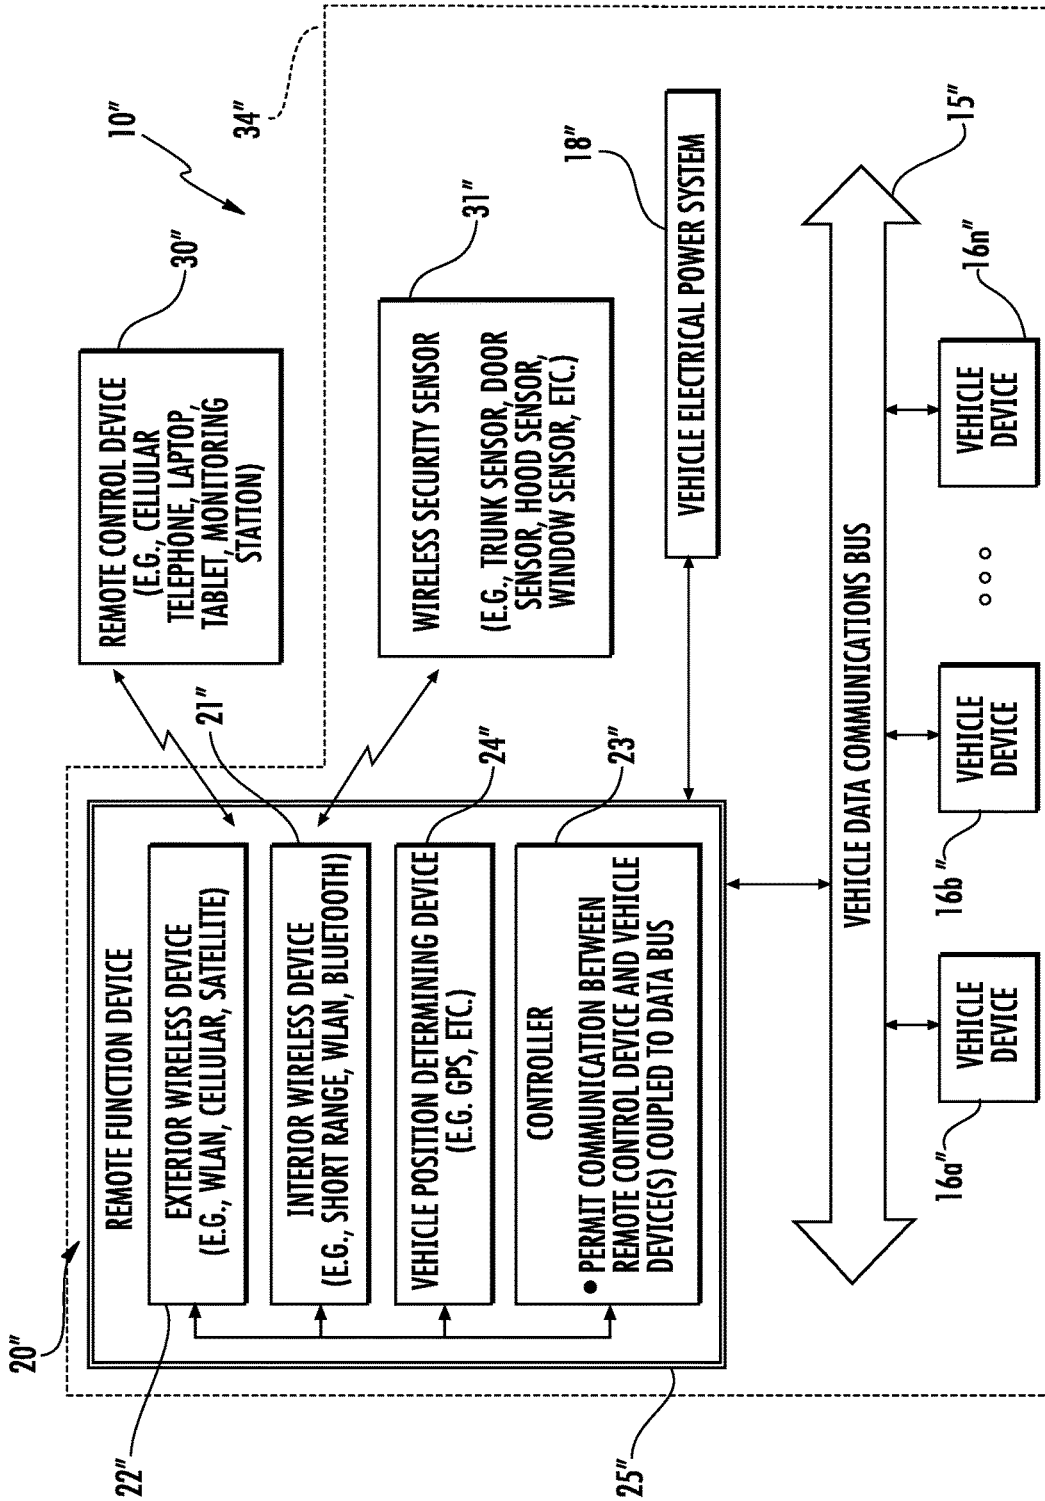 10″
34″
20″
REMOTE FUNCTION DEVICE
22″
EXTERIOR WIRELESS DEVICE
(E.G., WLAN, CELLULAR, SATELLITE)
21″
INTERIOR WIRELESS DEVICE
(E.G., SHORT RANGE, WLAN, BLUETOOTH)
24″
VEHICLE POSITION DETERMINING DEVICE
(E.G. GPS, ETC.)
23″
CONTROLLER
● PERMIT COMMUNICATION BETWEEN
REMOTE CONTROL DEVICE AND VEHICLE
DEVICE(S) COUPLED TO DATA BUS
25″
30″
REMOTE CONTROL DEVICE
(E.G., CELLULAR
TELEPHONE, LAPTOP,
TABLET, MONITORING
STATION)
31″
WIRELESS SECURITY SENSOR
(E.G., TRUNK SENSOR, DOOR
SENSOR, HOOD SENSOR,
WINDOW SENSOR, ETC.)
18″
VEHICLE ELECTRICAL POWER SYSTEM
15″
VEHICLE DATA COMMUNICATIONS BUS
16a″
VEHICLE
DEVICE
16b″
VEHICLE
DEVICE
16n″
VEHICLE
DEVICE